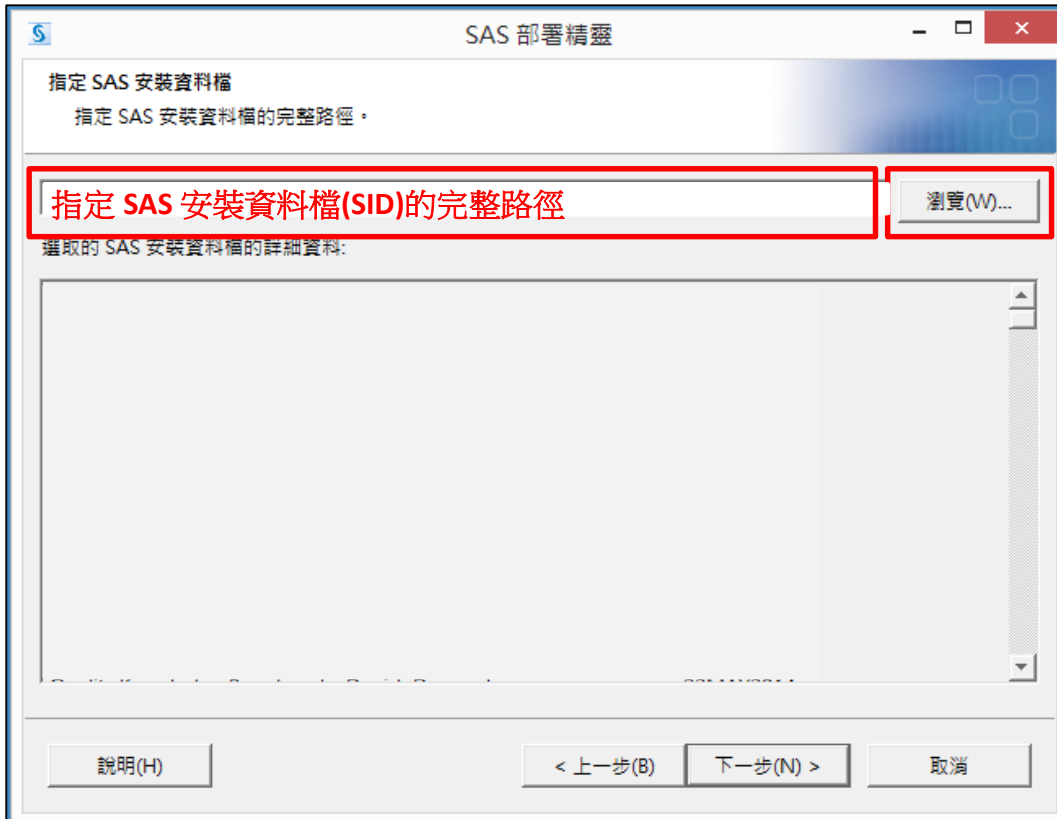 SAS 部署精靈
指定 SAS 安裝資料檔
指定 SAS 安裝資料檔的完整路徑。
指定 SAS 安裝資料檔(SID)的完整路徑
瀏覽(W)...
選取的 SAS 安裝資料檔的詳細資料:
說明(H)
< 上一步(B)
下一步(N) >
取消